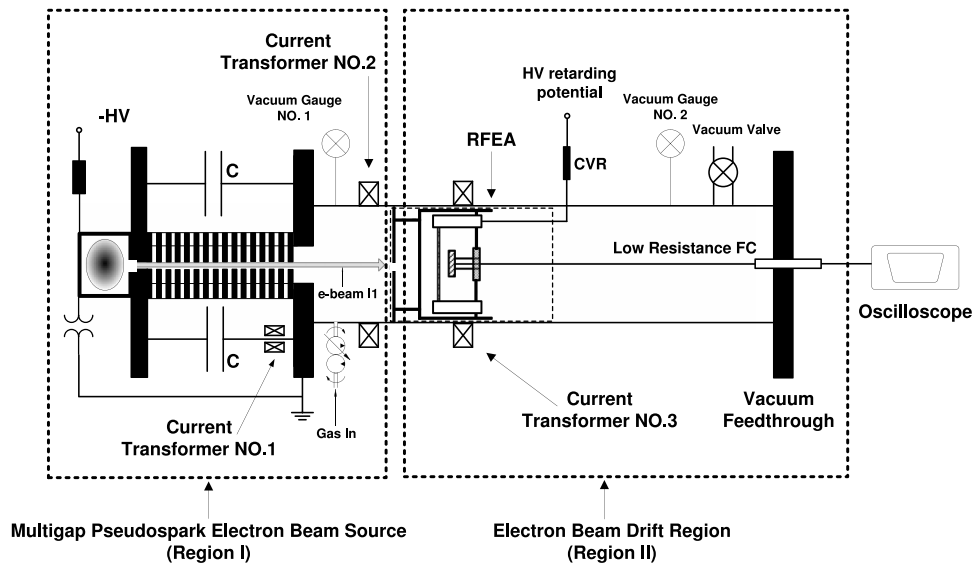 Current
Transformer NO.2
Vacuum Gauge
NO. 1
-HV
C
HV retarding
potential
Vacuum Gauge
NO. 2
Vacuum Valve
RFEA
CVR
Low Resistance FC
e-beam I1
Oscilloscope
C
Current
Transformer NO.1
Gas In
Current
Transformer NO.3
Vacuum
Feedthrough
Multigap Pseudospark Electron Beam Source
(Region I)
Electron Beam Drift Region
(Region II)